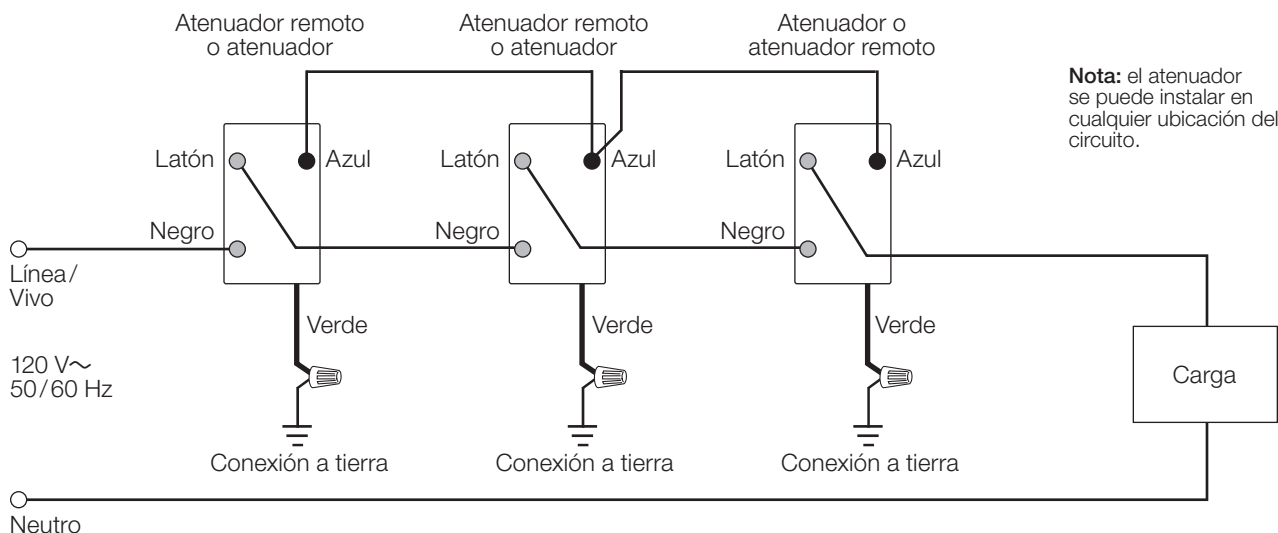 Atenuador remoto
o atenuador
Atenuador remoto
o atenuador
Atenuador o
atenuador remoto
Nota: el atenuador
se puede instalar en
cualquier ubicación del
circuito.
Latón
Azul
Latón
Azul
Latón
Azul
Negro
Negro
Negro
Línea/
Vivo
Verde
Verde
Verde
120 V~
50/60 Hz
Carga
Conexión a tierra
Conexión a tierra
Conexión a tierra
Neutro